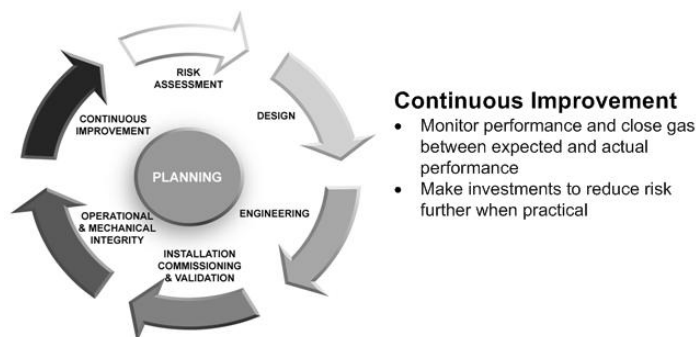 RISK
ASSESSMENT
DESIGN
ENGINEERING
INSTALLATION
COMMISSIONING
& VALIDATION
OPERATIONAL
& MECHANICAL
INTEGRITY
CONTINUOUS
IMPROVEMENT
PLANNING
Continuous Improvement
• Monitor performance and close gas
between expected and actual
performance
• Make investments to reduce risk
further when practical